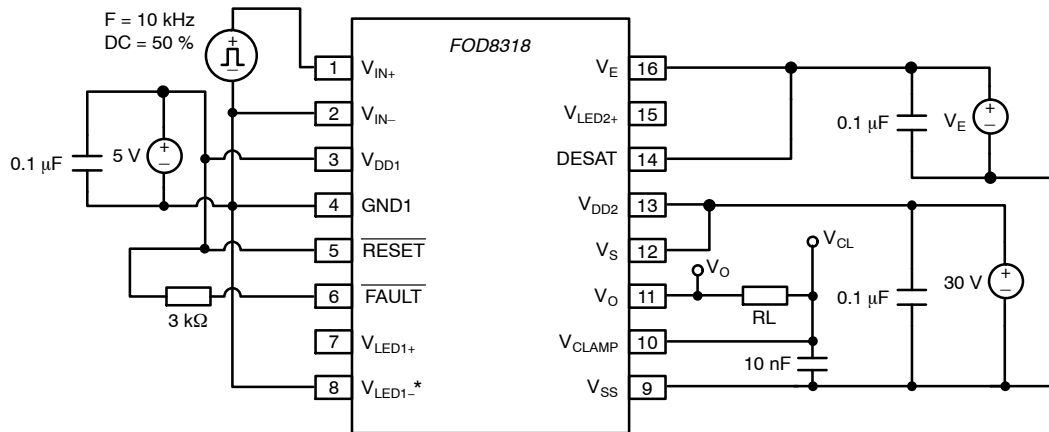 F = 10 kHz
DC = 50 %
FOD8318
1 V_IN+
2 V_IN–
3 V_DD1
4 GND1
5 RESET
6 FAULT
7 V_LED1+
8 V_LED1–*
V_E 16
V_LED2+ 15
DESAT 14
V_DD2 13
V_S 12
V_O 11
V_CLAMP 10
V_SS 9
0.1 μF
5 V
3 kΩ
0.1 μF
V_E
V_CL
V_O
RL
0.1 μF
30 V
10 nF